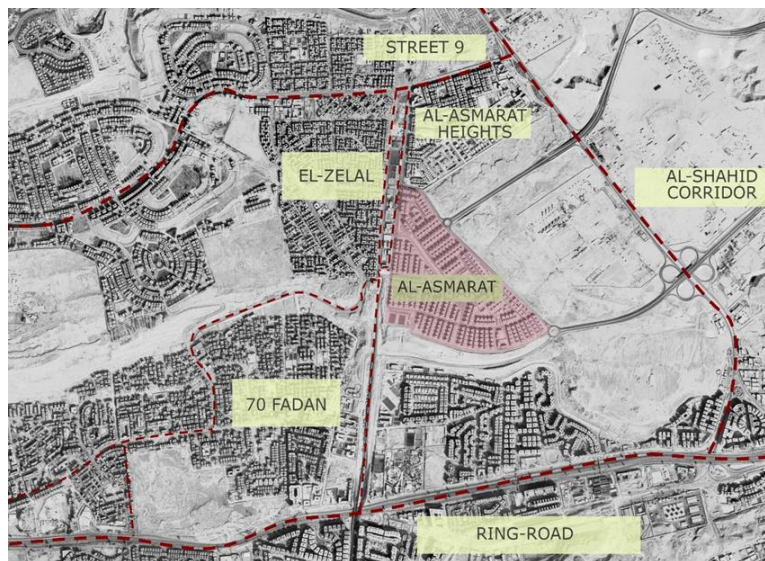 STREET 9
AL-ASMARAT
HEIGHTS
EL-ZELAL
AL-SHAHID
CORRIDOR
AL-ASMARAT
70 FADAN
RING-ROAD